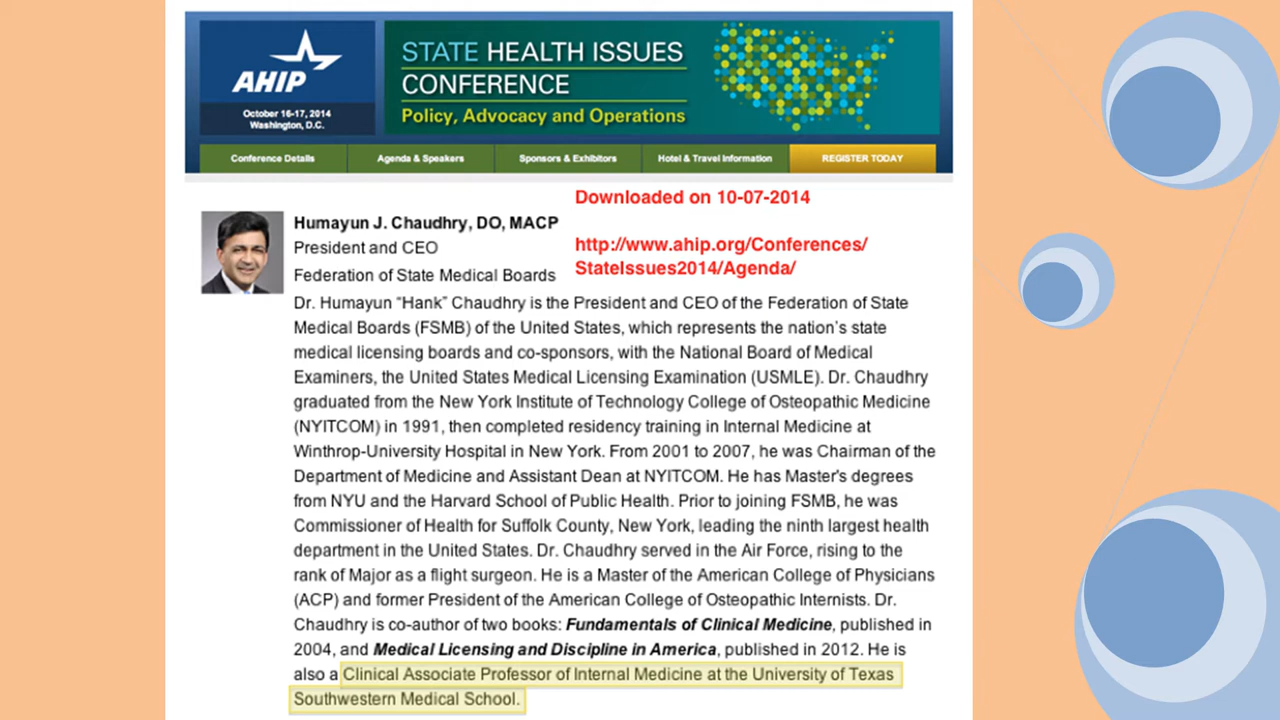 AHIP
October 16-17, 2014
Washington, D.C.
STATE HEALTH ISSUES
CONFERENCE
Policy, Advocacy and Operations
Conference Details
Agenda & Speakers
Sponsors & Exhibitors
Hotel & Travel Information
REGISTER TODAY
Downloaded on 10-07-2014
http://www.ahip.org/Conferences/
StateIssues2014/Agenda/
Humayun J. Chaudhry, DO, MACP
President and CEO
Federation of State Medical Boards
Dr. Humayun “Hank” Chaudhry is the President and CEO of the Federation of State
Medical Boards (FSMB) of the United States, which represents the nation’s state
medical licensing boards and co-sponsors, with the National Board of Medical
Examiners, the United States Medical Licensing Examination (USMLE). Dr. Chaudhry
graduated from the New York Institute of Technology College of Osteopathic Medicine
(NYITCOM) in 1991, then completed residency training in Internal Medicine at
Winthrop-University Hospital in New York. From 2001 to 2007, he was Chairman of the
Department of Medicine and Assistant Dean at NYITCOM. He has Master's degrees
from NYU and the Harvard School of Public Health. Prior to joining FSMB, he was
Commissioner of Health for Suffolk County, New York, leading the ninth largest health
department in the United States. Dr. Chaudhry served in the Air Force, rising to the
rank of Major as a flight surgeon. He is a Master of the American College of Physicians
(ACP) and former President of the American College of Osteopathic Internists. Dr.
Chaudhry is co-author of two books: Fundamentals of Clinical Medicine, published in
2004, and Medical Licensing and Discipline in America, published in 2012. He is
also a Clinical Associate Professor of Internal Medicine at the University of Texas
Southwestern Medical School.